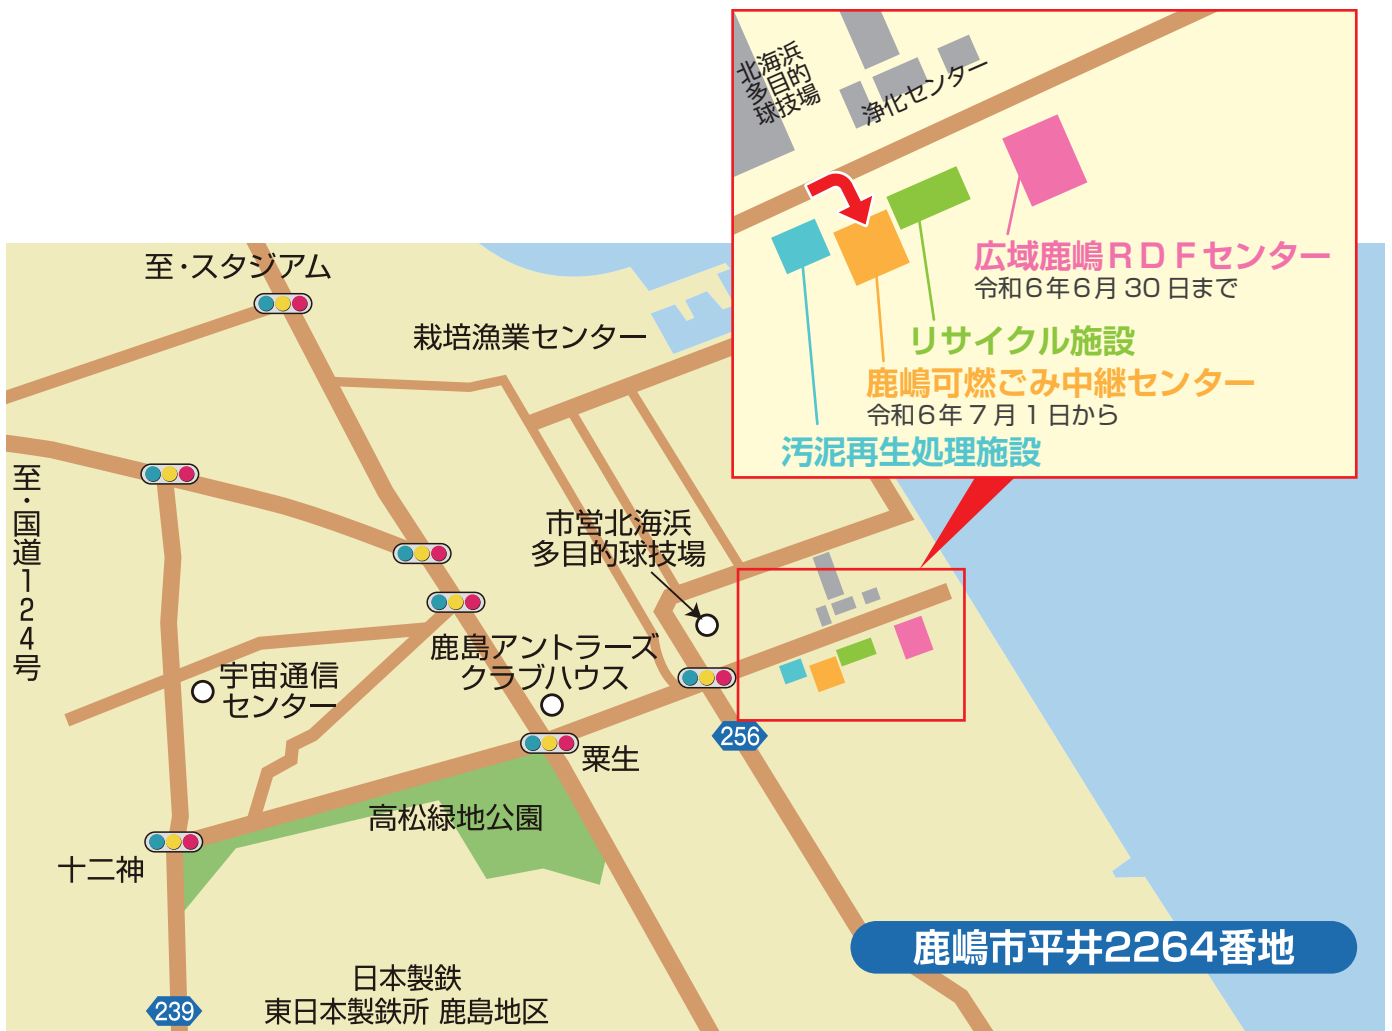 北海浜
多目的
球技場
浄化センター
広域鹿嶋RDFセンター
令和6年6月30日まで
リサイクル施設
鹿嶋可燃ごみ中継センター
令和6年7月1日から
汚泥再生処理施設
至・スタジアム
栽培漁業センター
至・国道124号
市営北海浜
多目的球技場
鹿島アントラーズ
クラブハウス
宇宙通信
センター
256
粟生
高松緑地公園
十二神
鹿嶋市平井2264番地
日本製鉄
東日本製鉄所 鹿島地区
239